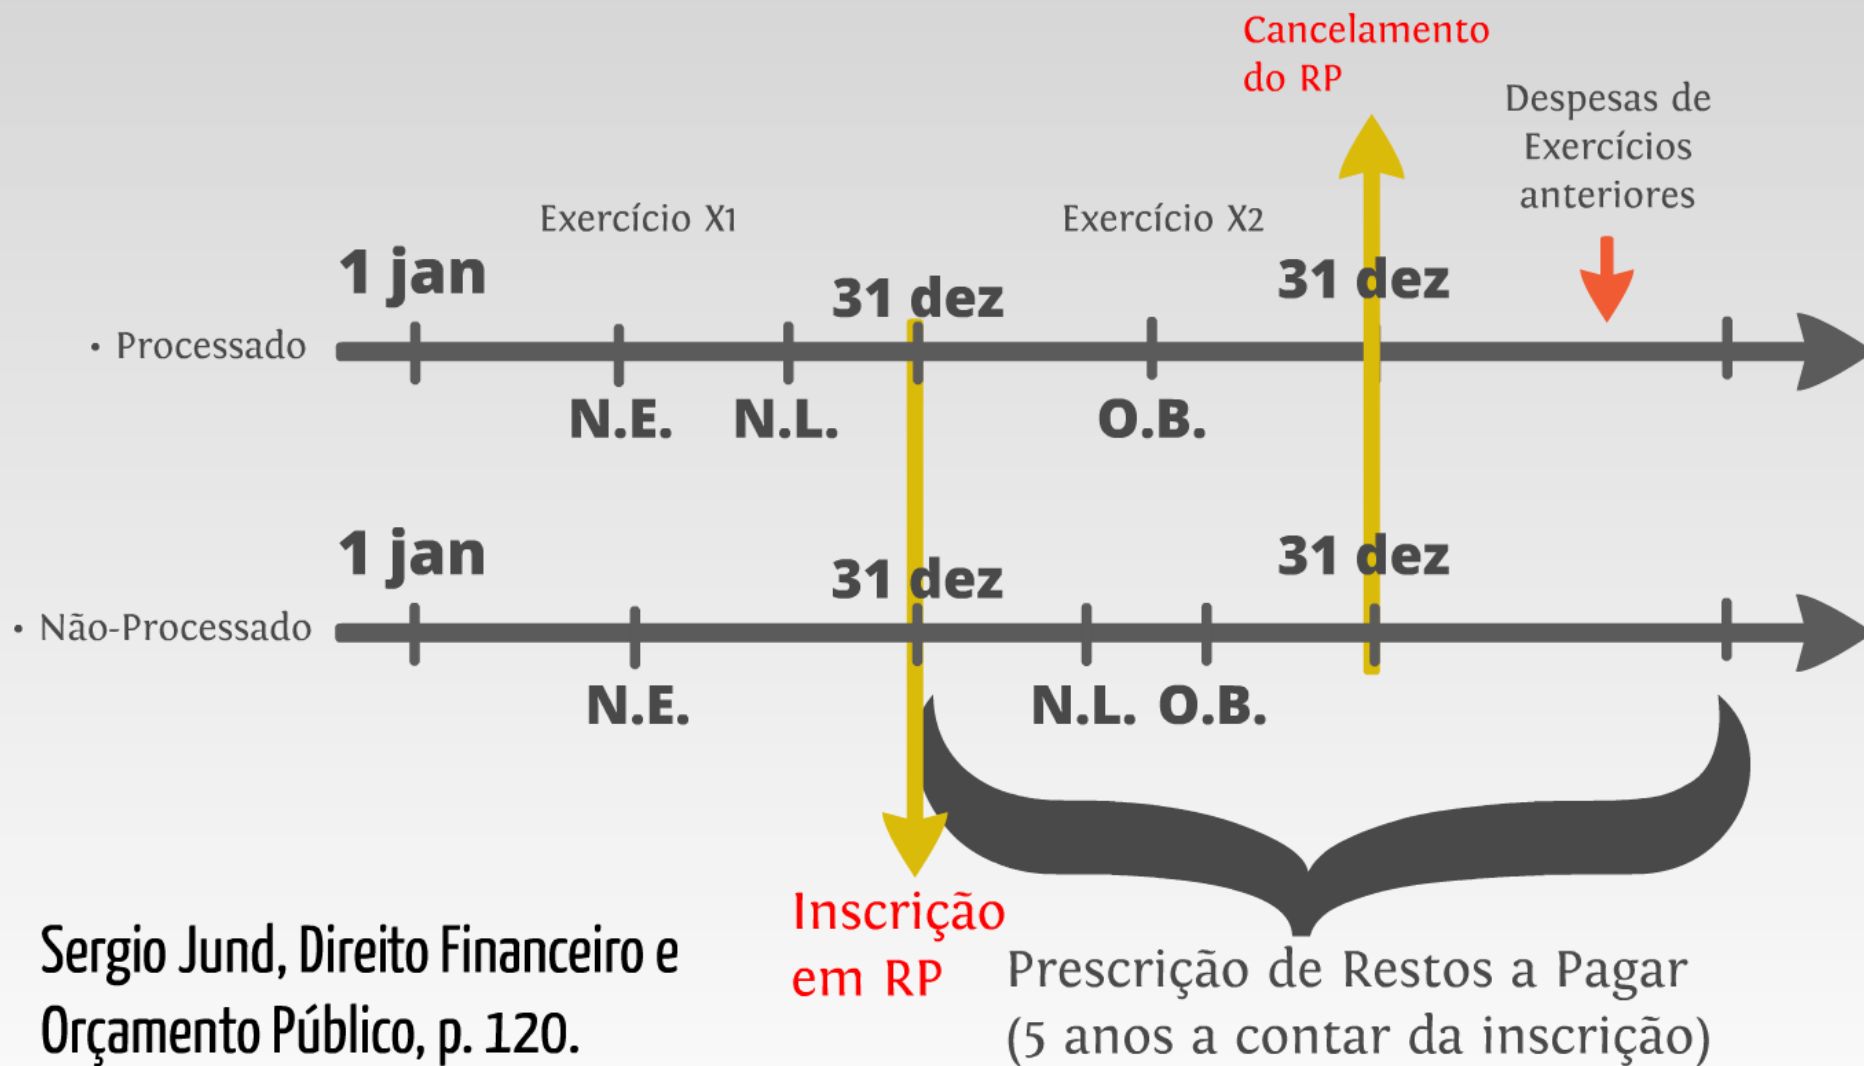 Cancelamento
do RP
Despesas de
Exercícios
anteriores
Exercício X1
Exercício X2
1 jan
31 dez
31 dez
• Processado
N.E.
N.L.
O.B.
1 jan
31 dez
31 dez
• Não-Processado
N.E.
N.L.
O.B.
Inscrição
em RP
Prescrição de Restos a Pagar
(5 anos a contar da inscrição)
Sergio Jund, Direito Financeiro e
Orçamento Público, p. 120.